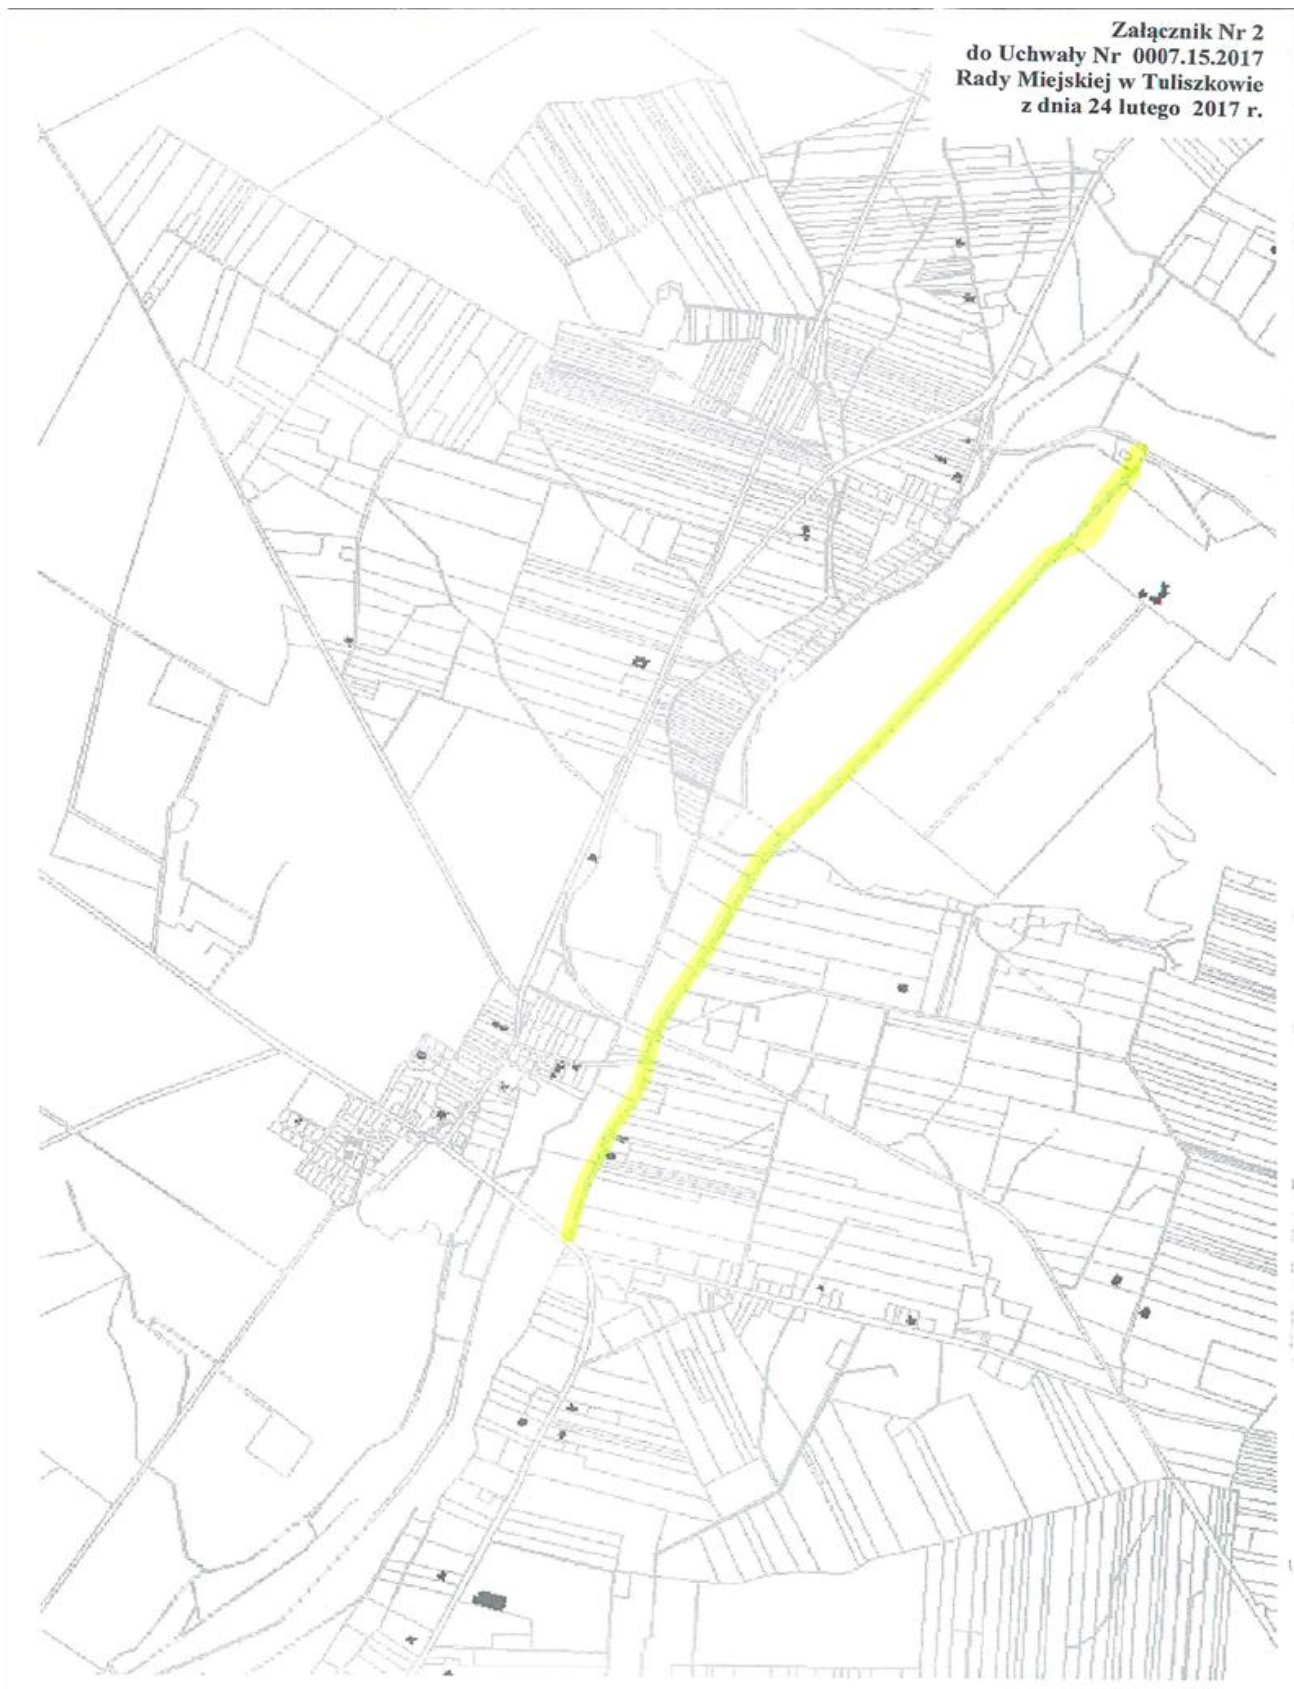 Załącznik Nr 2
do Uchwały Nr 0007.15.2017
Rady Miejskiej w Tuliszkowie
z dnia 24 lutego 2017 r.